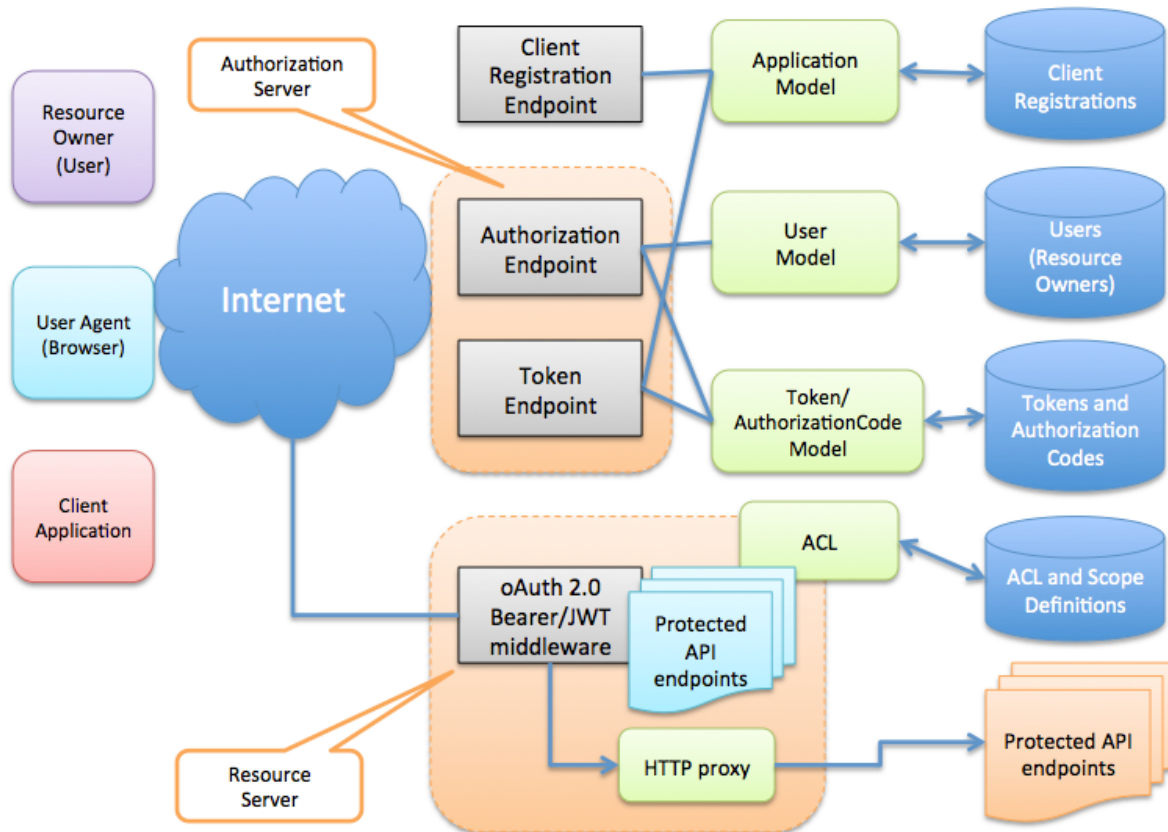 Authorization
Server
Client
Registration
Endpoint
Application
Model
Client
Registrations
Resource
Owner
(User)
Internet
Authorization
Endpoint
User
Model
Users
(Resource
Owners)
User Agent
(Browser)
Token
Endpoint
Token/
AuthorizationCode
Model
Tokens and
Authorization
Codes
Client
Application
ACL
ACL and Scope
Definitions
oAuth 2.0
Bearer/JWT
middleware
Protected
API
endpoints
Resource
Server
HTTP proxy
Protected API
endpoints